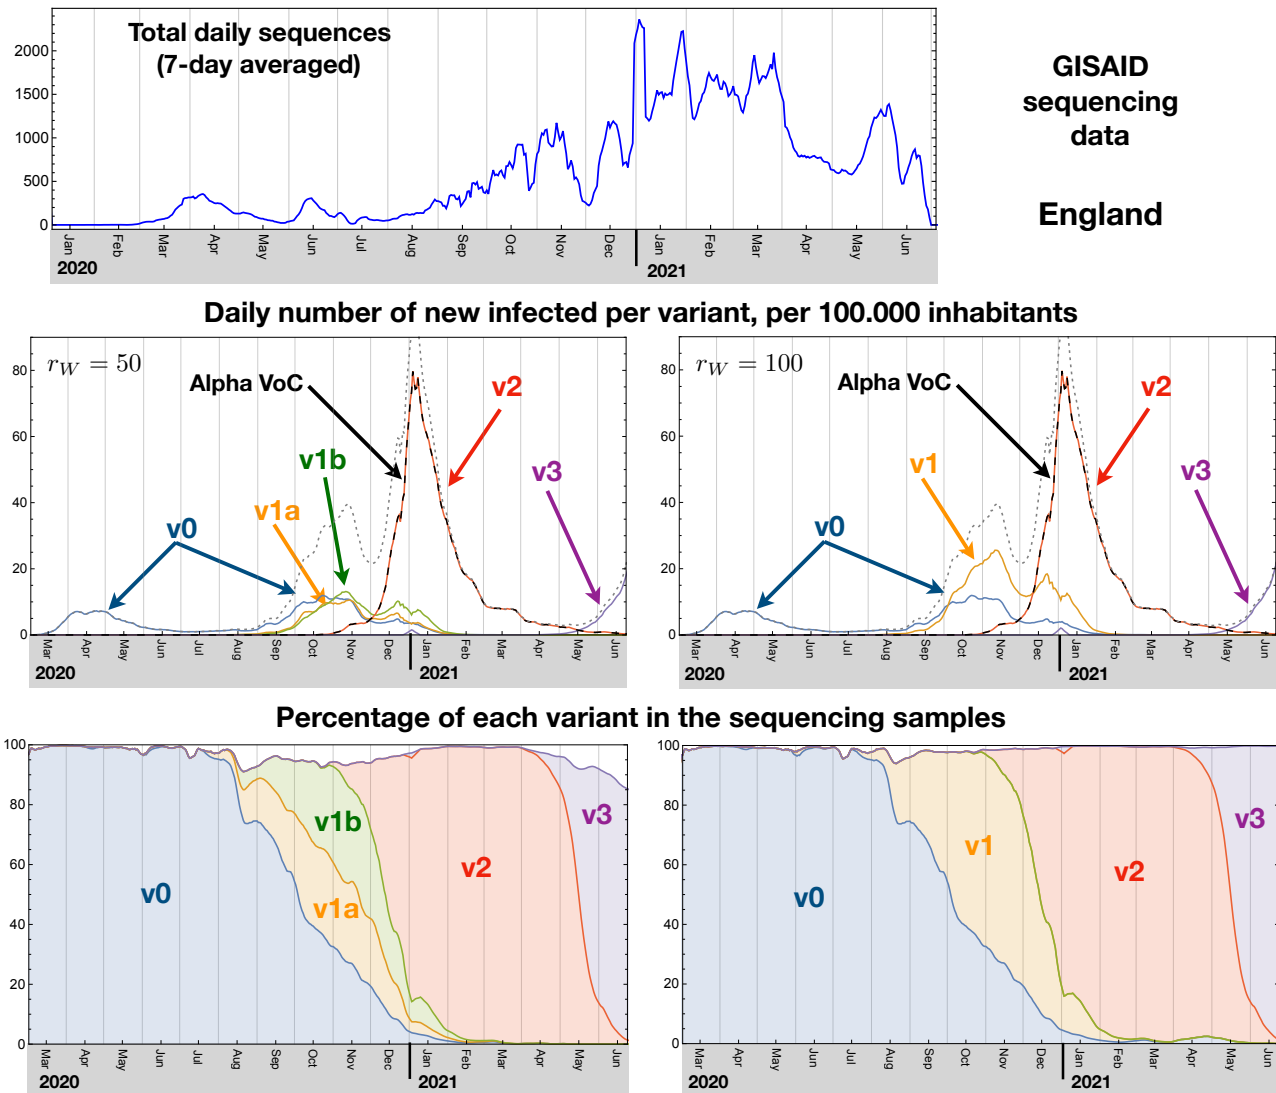 Total daily sequences
(7-day averaged)
2000
1500
1000
500
0
Jan Feb Mar Apr May Jun Jul Aug Sep Oct Nov Dec Jan Feb Mar Apr May Jun
2020 2021
GISAID
sequencing
data
England
Daily number of new infected per variant, per 100.000 inhabitants
r_W = 50
Alpha VoC
v2
v1b
v1a
v3
v0
80
60
40
20
0
Mar Apr May Jun Jul Aug Sep Oct Nov Dec Jan Feb Mar Apr May Jun
2020 2021
r_W = 100
Alpha VoC
v2
v1
v3
v0
80
60
40
20
0
Mar Apr May Jun Jul Aug Sep Oct Nov Dec Jan Feb Mar Apr May Jun
2020 2021
Percentage of each variant in the sequencing samples
100
80
60
40
20
0
v3
v1b
v2
v0
v1a
Mar Apr May Jun Jul Aug Sep Oct Nov Dec Jan Feb Mar Apr May Jun
2020 2021
100
80
60
40
20
0
v3
v1
v2
v0
Mar Apr May Jun Jul Aug Sep Oct Nov Dec Jan Feb Mar Apr May Jun
2020 2021